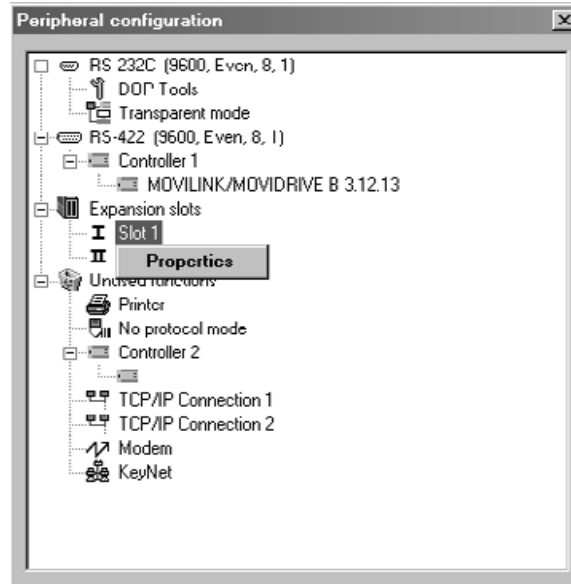 Peripheral configuration
RS 232C (9600, Even, 8, 1)
DOP Tools
Transparent mode
RS-422 (9600, Even, 8, 1)
Controller 1
MOVILINK/MOVIDRIVE B 3.12.13
Expansion slots
I Slot 1
II
Properties
Unused functions
Printer
No protocol mode
Controller 2
TCP/IP Connection 1
TCP/IP Connection 2
Modem
KeyNet